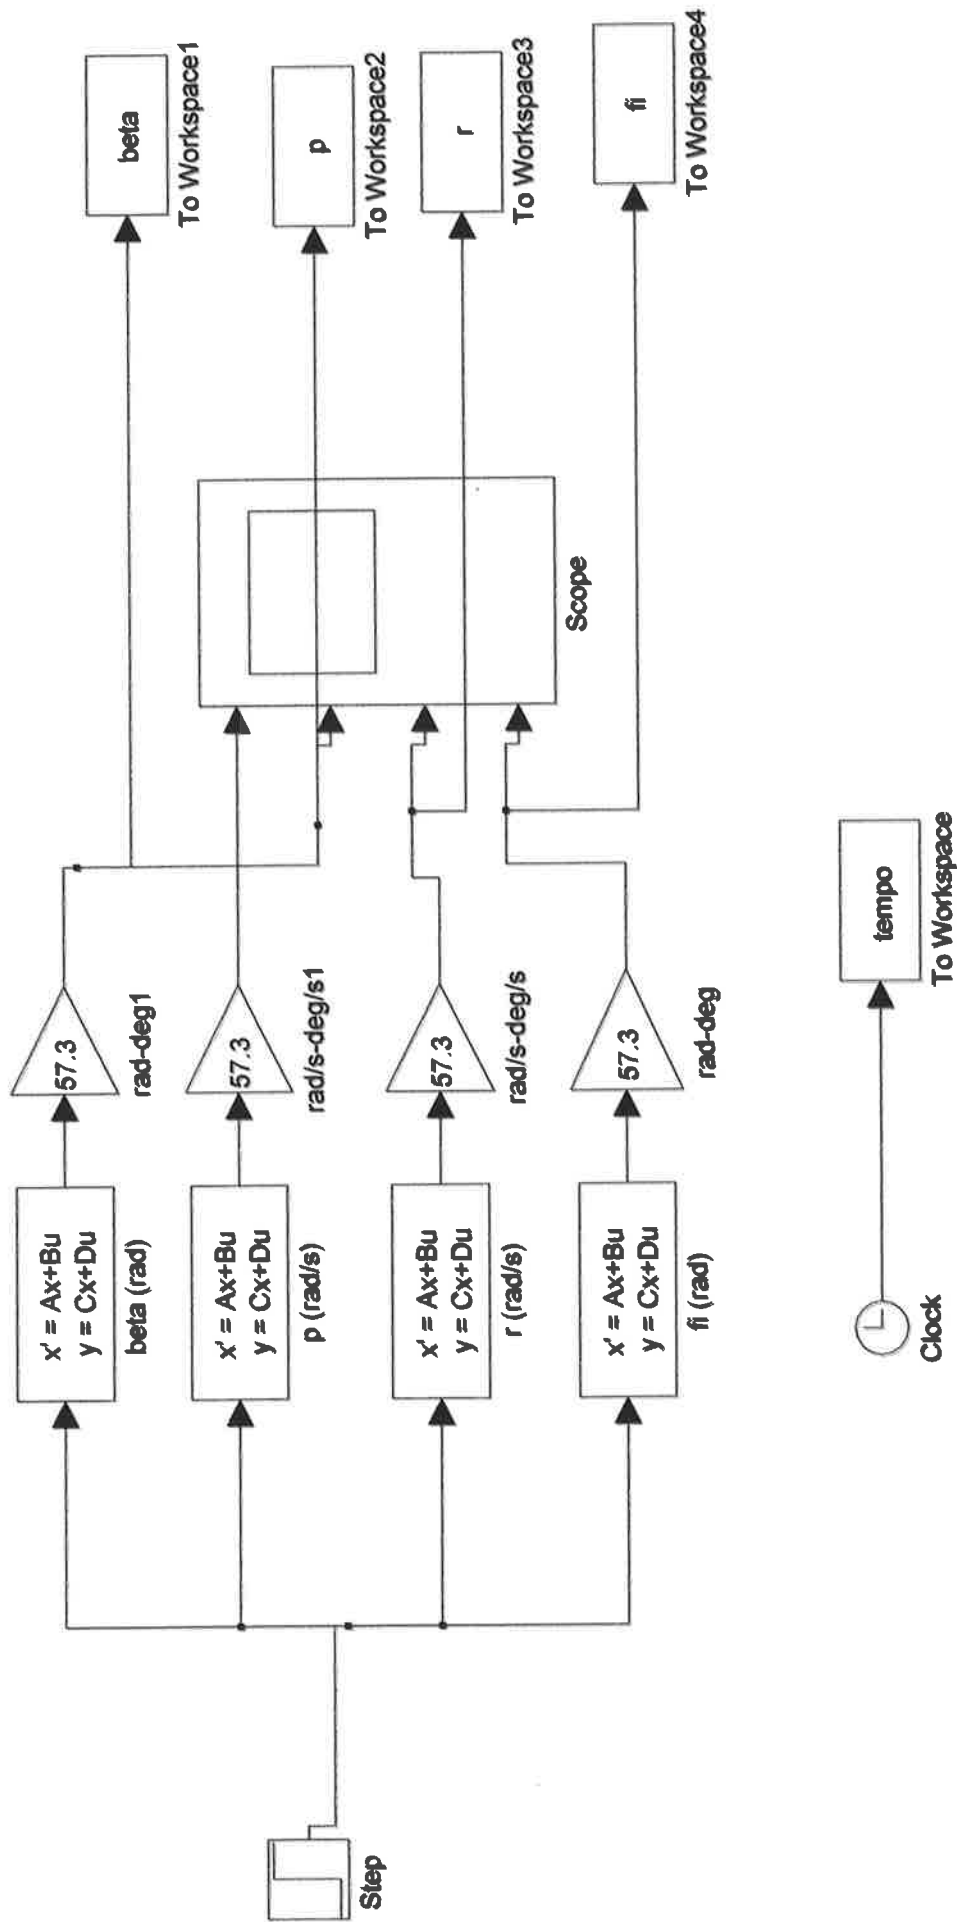 Step
x' = Ax+Bu
y = Cx+Du
beta (rad)
57.3
rad-deg1
beta
To Workspace1
x' = Ax+Bu
y = Cx+Du
p (rad/s)
57.3
rad/s-deg/s1
p
To Workspace2
x' = Ax+Bu
y = Cx+Du
r (rad/s)
57.3
rad/s-deg/s
Scope
r
To Workspace3
x' = Ax+Bu
y = Cx+Du
fi (rad)
57.3
rad-deg
fi
To Workspace4
Clock
tempo
To Workspace